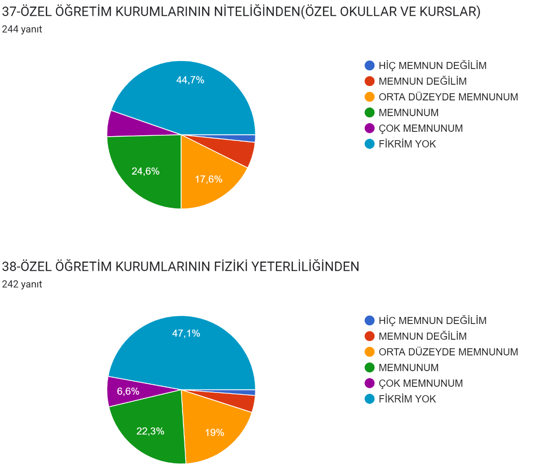 37-ÖZEL ÖĞRETİM KURUMLARININ NİTELİĞİNDEN(ÖZEL OKULLAR VE KURSLAR)
244 yanıt
44,7%
24,6%
17,6%
HİÇ MEMNUN DEĞİLİM
MEMNUN DEĞİLİM
ORTA DÜZEYDE MEMNUNUM
MEMNUNUM
ÇOK MEMNUNUM
FİKRİM YOK
38-ÖZEL ÖĞRETİM KURUMLARININ FİZİKİ YETERLİLİĞİNDEN
242 yanıt
47,1%
6,6%
22,3%
19%
HİÇ MEMNUN DEĞİLİM
MEMNUN DEĞİLİM
ORTA DÜZEYDE MEMNUNUM
MEMNUNUM
ÇOK MEMNUNUM
FİKRİM YOK